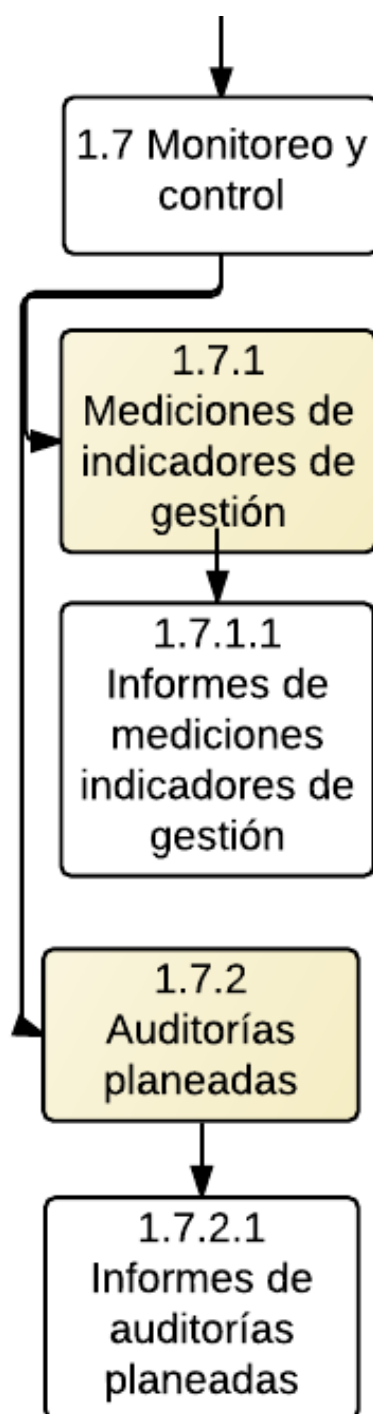 1.7 Monitoreo y
control
1.7.1
Mediciones de
indicadores de
gestión
1.7.1.1
Informes de
mediciones
indicadores de
gestión
1.7.2
Auditorías
planeadas
1.7.2.1
Informes de
auditorías
planeadas